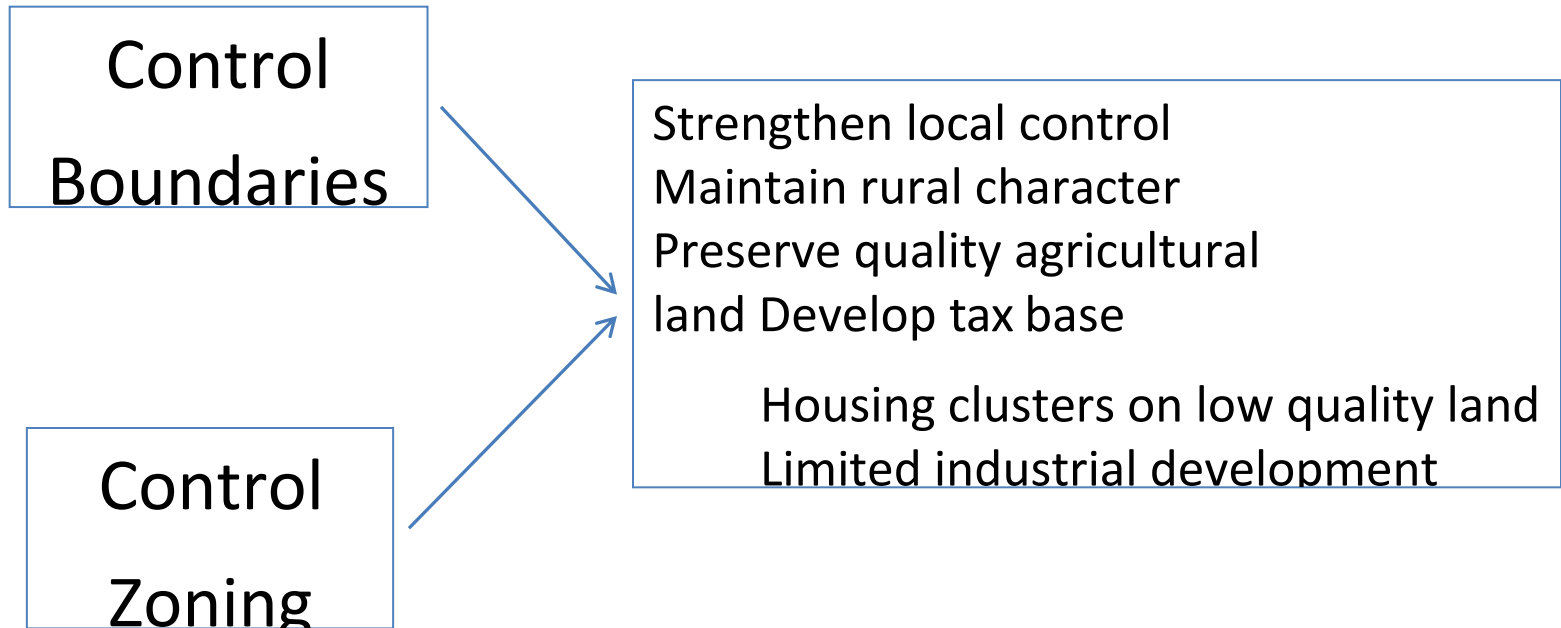 Control
Boundaries
Strengthen local control
Maintain rural character
Preserve quality agricultural
land Develop tax base
Housing clusters on low quality land
Limited industrial development
Control
Zoning